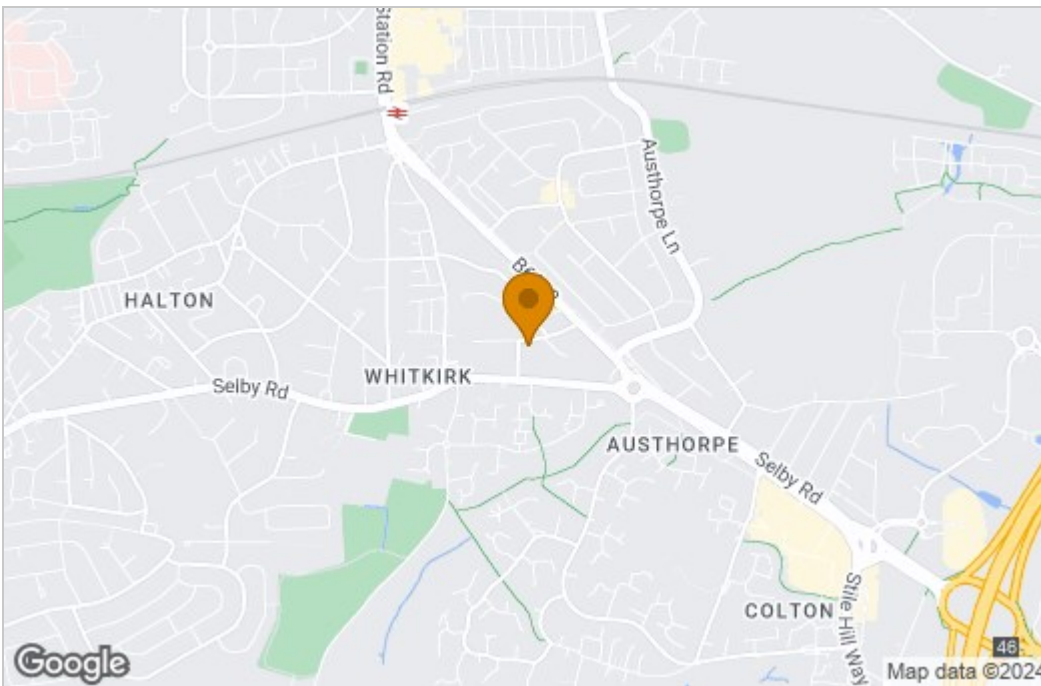 Station Rd
Austhorpe Ln
HALTON
WHITKIRK
Selby Rd
AUSTHORPE
Selby Rd
COLTON
Stile Hill Way
46
Google
Map data ©2024